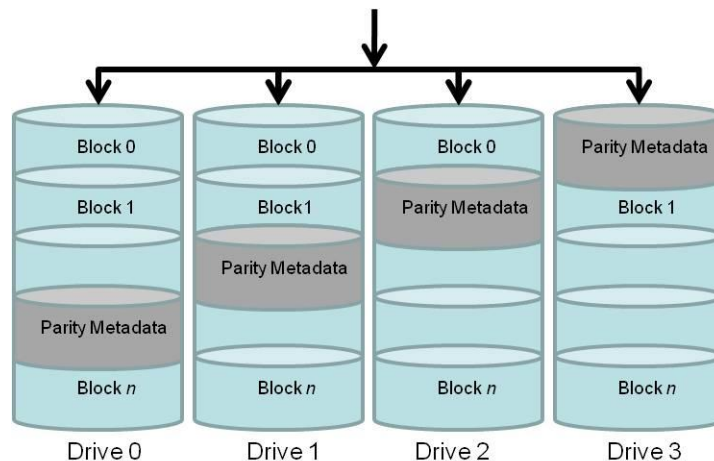 Block 0
Block 0
Block 0
Parity Metadata
Block 1
Block1
Parity Metadata
Block 1
Parity Metadata
Parity Metadata
Block n
Block n
Block n
Block n
Drive 0
Drive 1
Drive 2
Drive 3